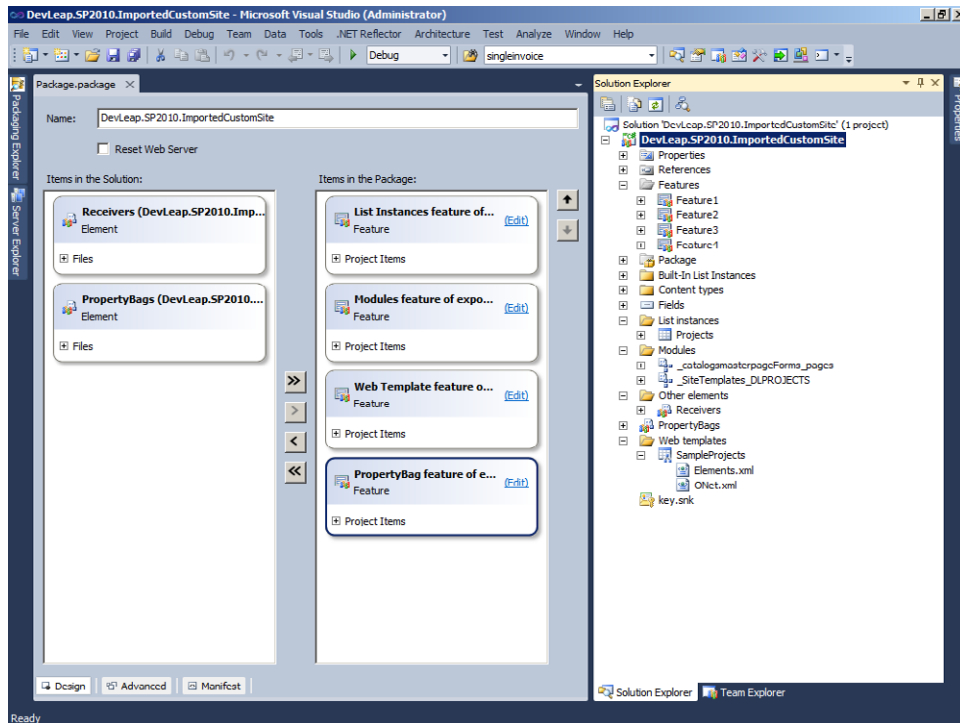 DevLeap.SP2010.ImportedCustomSite - Microsoft Visual Studio (Administrator)
File Edit View Project Build Debug Team Data Tools .NET Reflector Architecture Test Analyze Window Help
Debug singleinvoice
Package.package
Packaging Explorer
Server Explorer
Name: DevLeap.SP2010.ImportedCustomSite
Reset Web Server
Items in the Solution:
Receivers (DevLeap.SP2010.Imp...
Element
Files
PropertyBags (DevLeap.SP2010....
Element
Files
Items in the Package:
List Instances feature of... (Edit)
Feature
Project Items
Modules feature of expo... (Edit)
Feature
Project Items
Web Template feature o... (Edit)
Feature
Project Items
PropertyBag feature of e... (Edit)
Feature
Project Items
Design Advanced Manifest
Solution Explorer
Solution 'DevLeap.SP2010.ImportedCustomSite' (1 project)
DevLeap.SP2010.ImportedCustomSite
Properties
References
Features
Feature1
Feature2
Feature3
Feature4
Package
Built-In List Instances
Content types
Fields
List instances
Projects
Modules
_catalogsmasterpageForms_pages
_SiteTemplates_DLPROJECTS
Other elements
Receivers
PropertyBags
Web templates
SampleProjects
Elements.xml
ONet.xml
key.snk
Solution Explorer Team Explorer
Properties
Ready